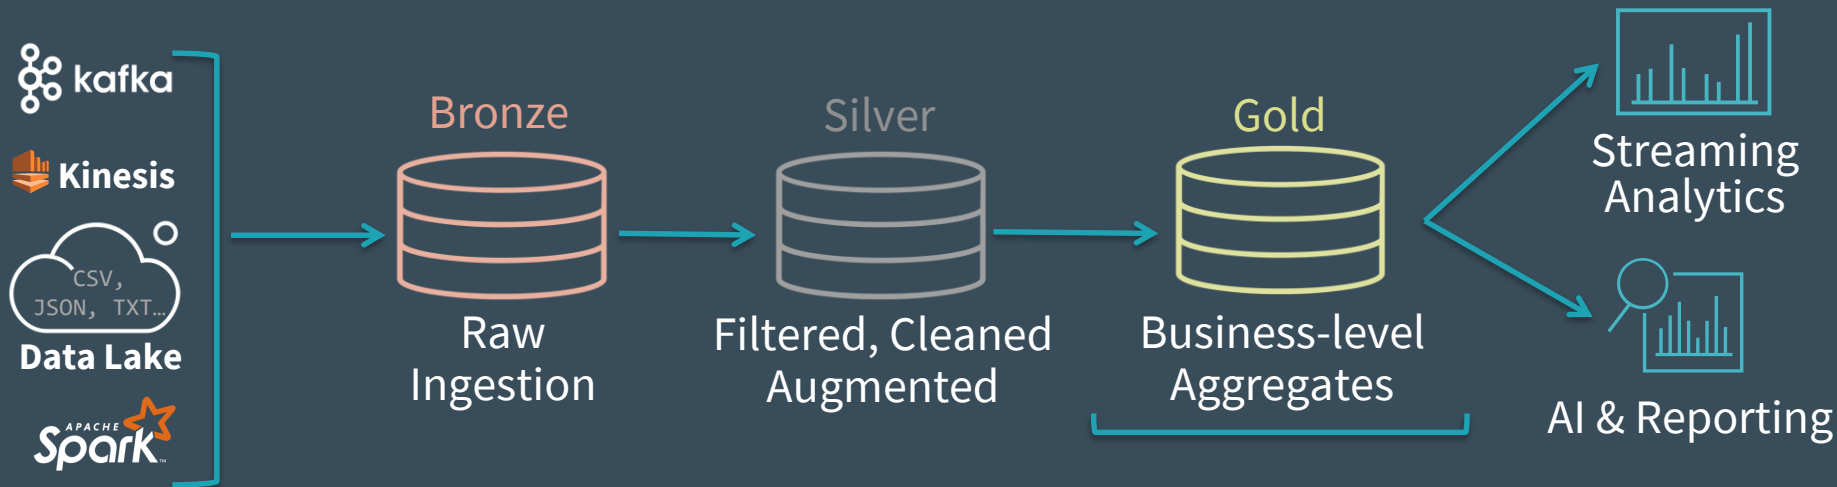 kafka
Kinesis
CSV,
JSON, TXT…
Data Lake
APACHE
Spark™
Bronze
Raw
Ingestion
Silver
Filtered, Cleaned
Augmented
Gold
Business-level
Aggregates
Streaming
Analytics
AI & Reporting